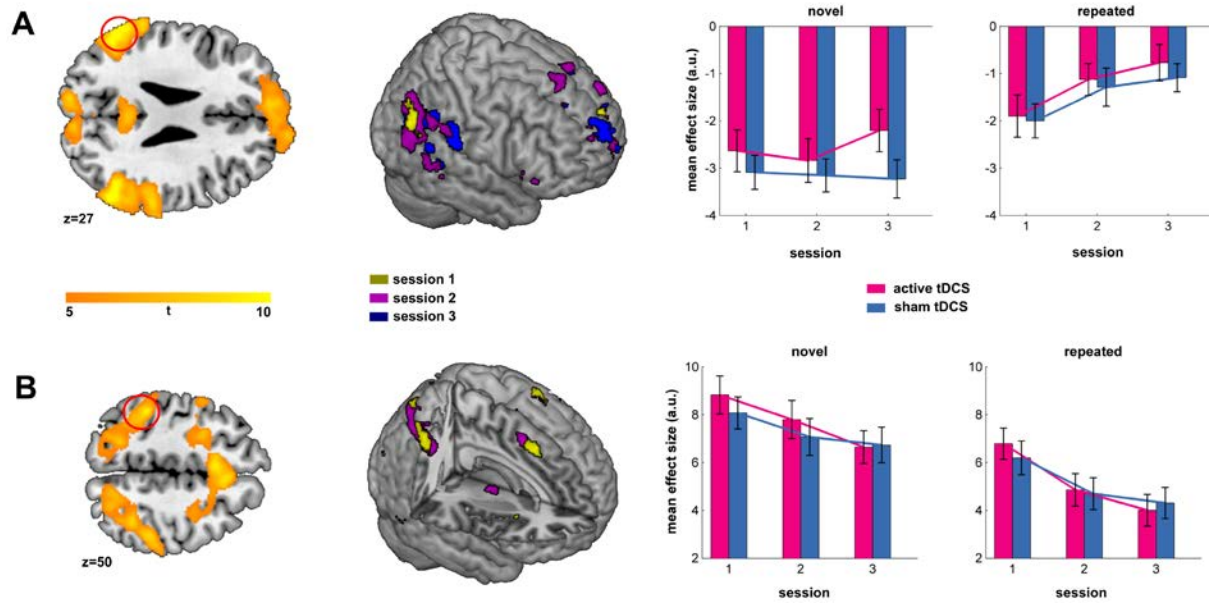 A
z=27
5 t 10
session 1
session 2
session 3
novel
mean effect size (a.u.)
0
-1
-2
-3
-4
1 2 3
session
repeated
0
-1
-2
-3
-4
1 2 3
session
active tDCS
sham tDCS
B
z=50
novel
mean effect size (a.u.)
10
8
6
4
2
1 2 3
session
repeated
10
8
6
4
2
1 2 3
session